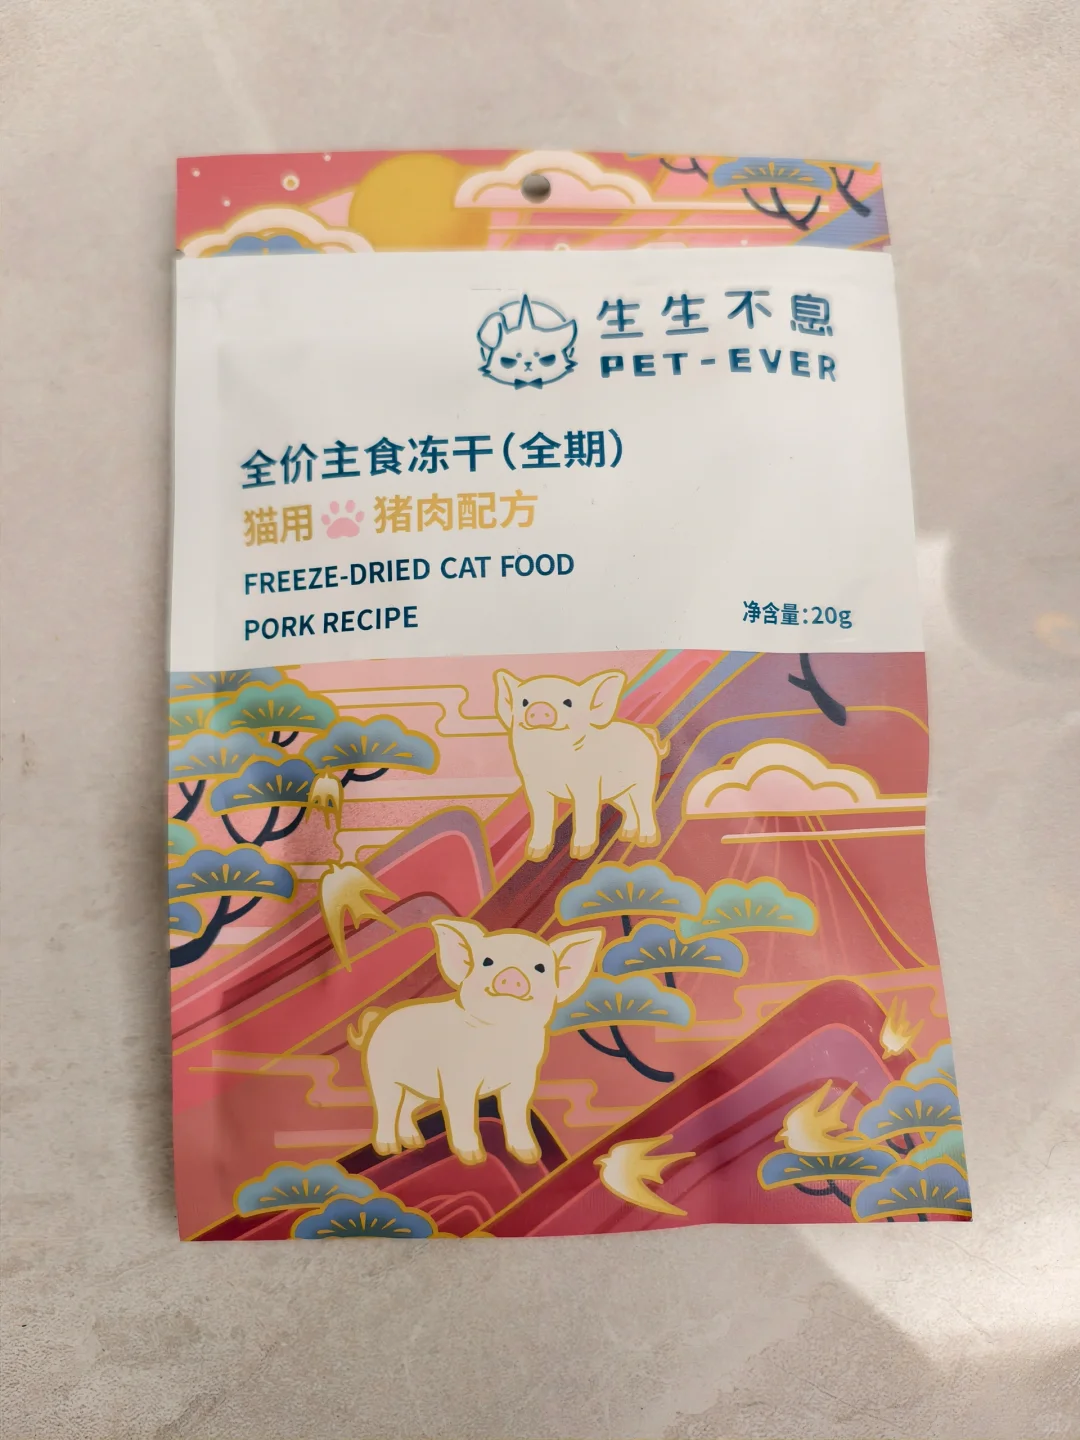 生生不息
PET-EVER
全价主食冻干(全期)
猫用 猪肉配方
FREEZE-DRIED CAT FOOD
PORK RECIPE
净含量:20g